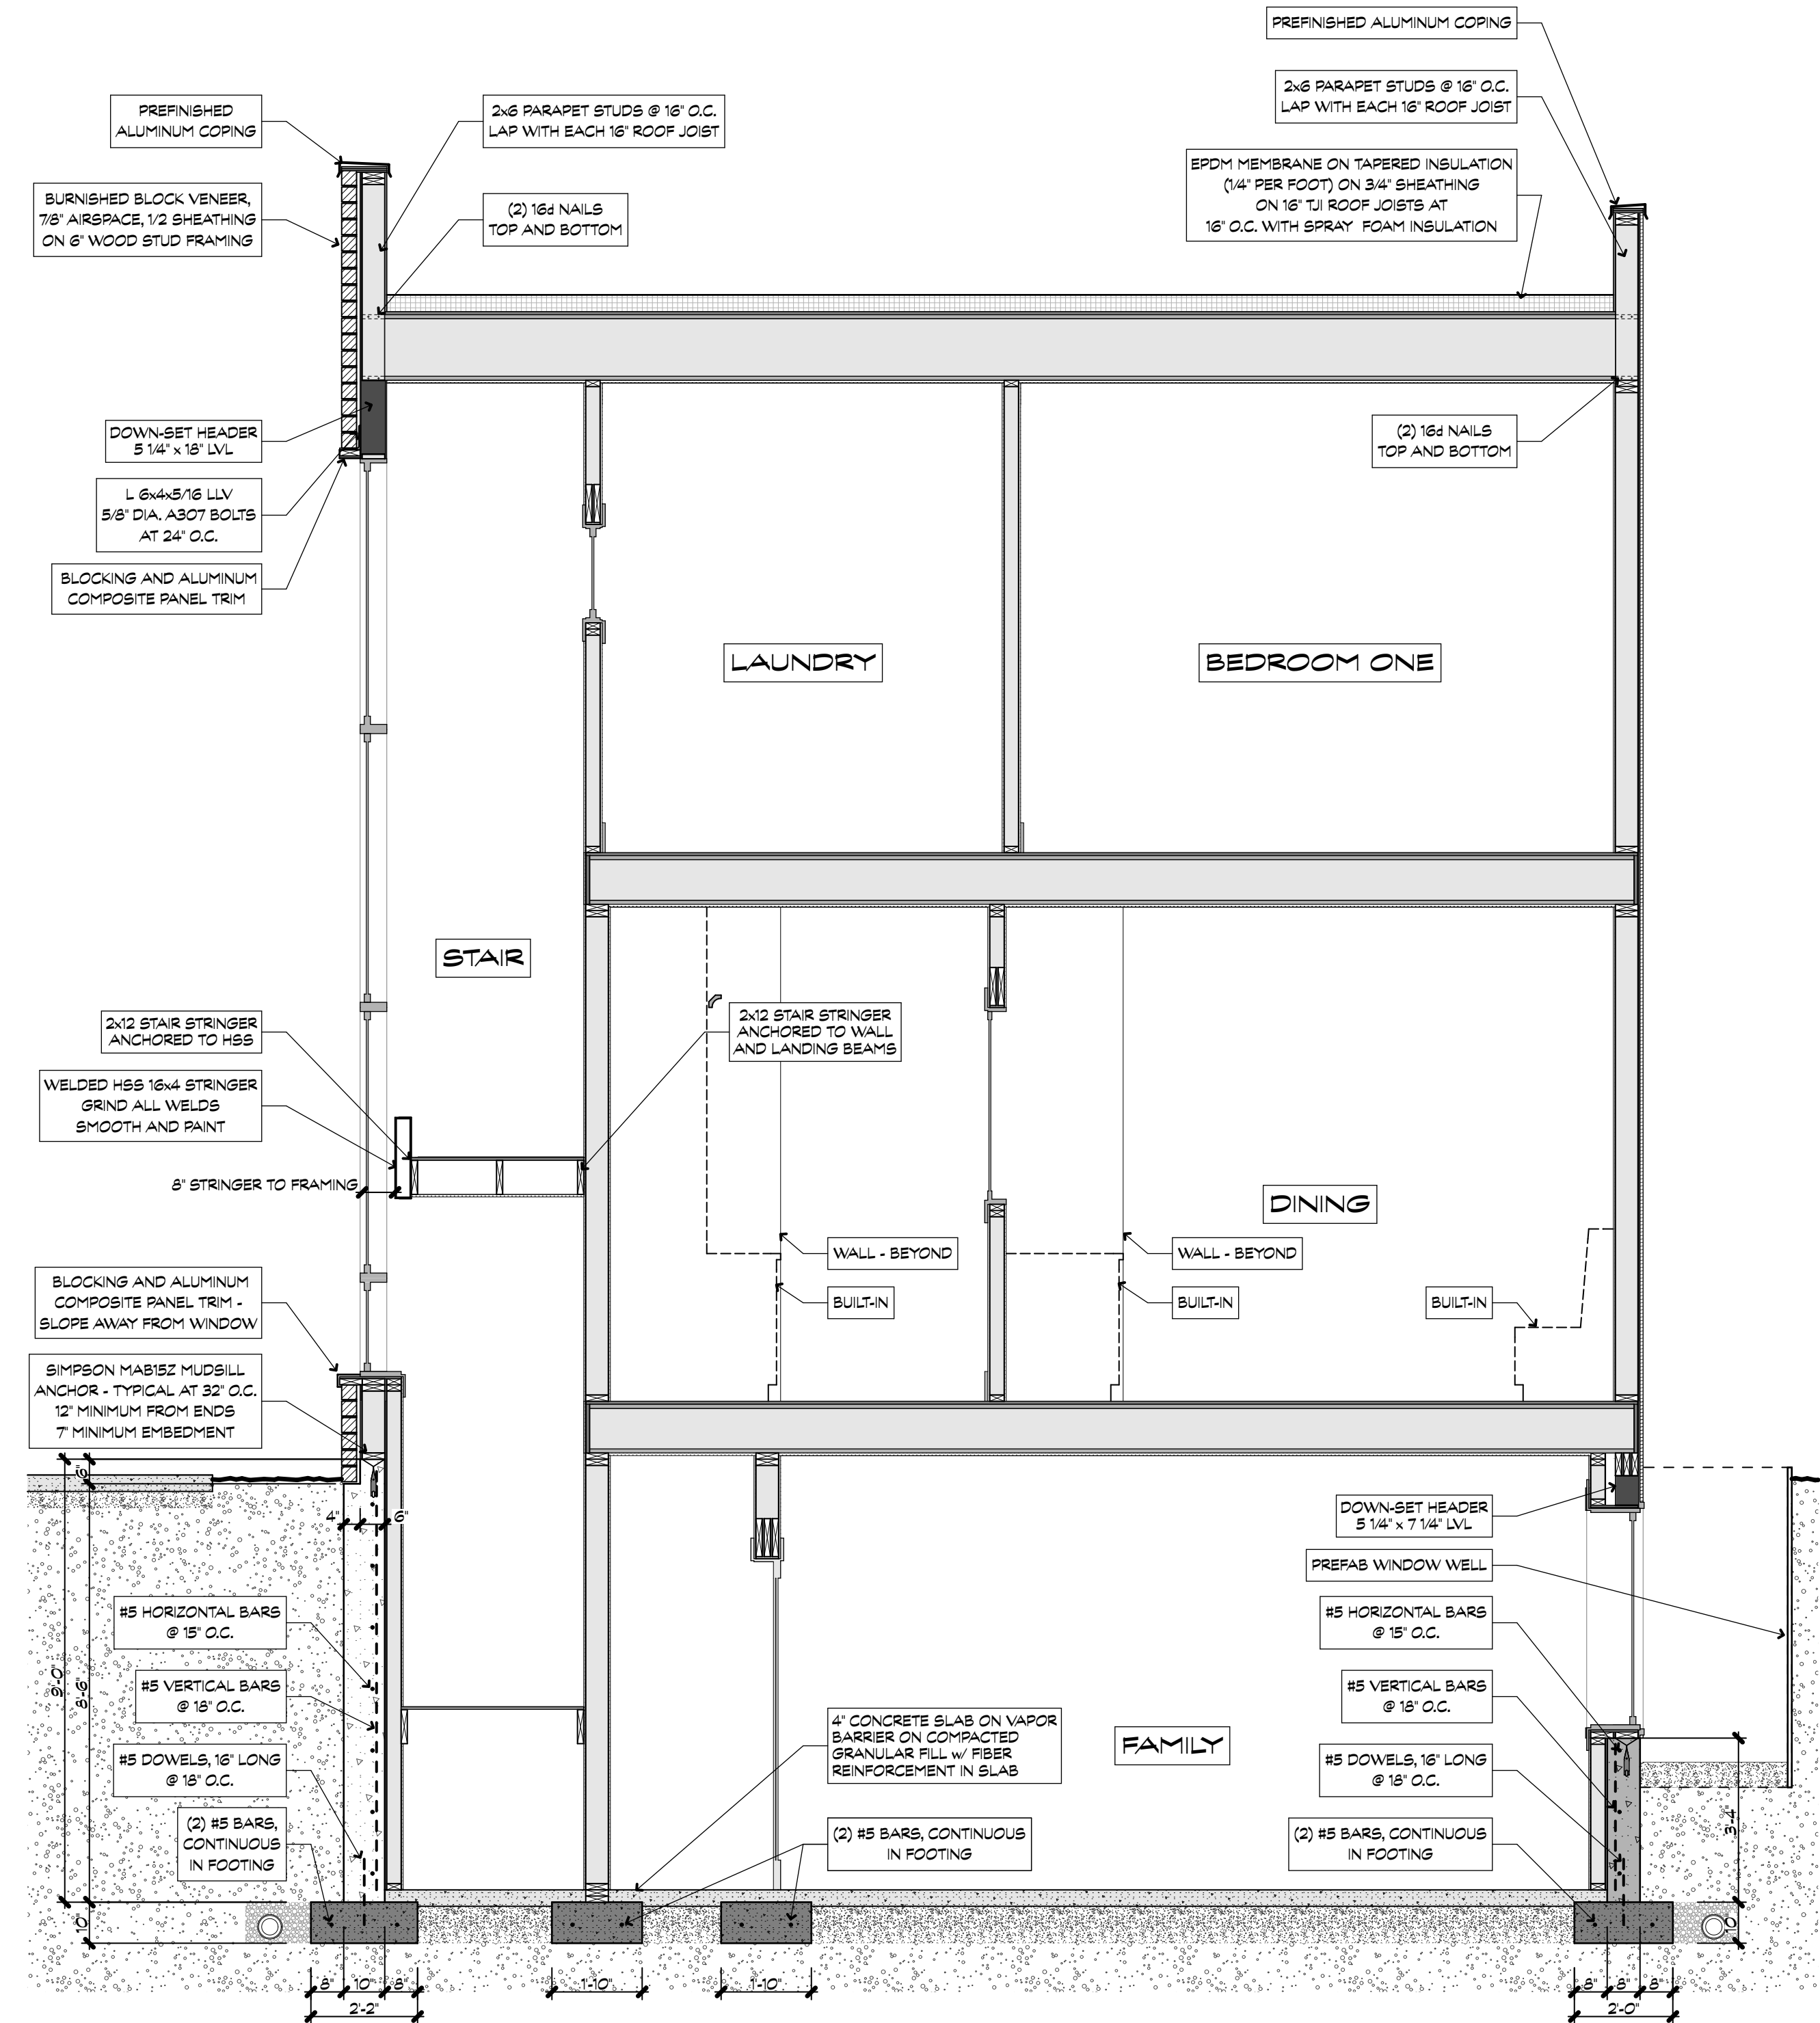 PREFINISHED ALUMINUM COPING
2x6 PARAPET STUDS @ 16" O.C.
LAP WITH EACH 16" ROOF JOIST
PREFINISHED
ALUMINUM COPING
2x6 PARAPET STUDS @ 16" O.C.
LAP WITH EACH 16" ROOF JOIST
EPDM MEMBRANE ON TAPERED INSULATION
(1/4" PER FOOT) ON 3/4" SHEATHING
ON 16" TJI ROOF JOISTS AT
16" O.C. WITH SPRAY FOAM INSULATION
BURNISHED BLOCK VENEER,
7/8" AIRSPACE, 1/2 SHEATHING
ON 6" WOOD STUD FRAMING
(2) 16d NAILS
TOP AND BOTTOM
DOWN-SET HEADER
5 1/4" x 18" LVL
(2) 16d NAILS
TOP AND BOTTOM
L 6x4x5/16 LLV
5/8" DIA. A307 BOLTS
AT 24" O.C.
BLOCKING AND ALUMINUM
COMPOSITE PANEL TRIM
LAUNDRY
BEDROOM ONE
STAIR
2x12 STAIR STRINGER
ANCHORED TO HSS
2x12 STAIR STRINGER
ANCHORED TO WALL
AND LANDING BEAMS
WELDED HSS 16x4 STRINGER
GRIND ALL WELDS
SMOOTH AND PAINT
8" STRINGER TO FRAMING
DINING
WALL - BEYOND
WALL - BEYOND
BUILT-IN
BUILT-IN
BUILT-IN
BLOCKING AND ALUMINUM
COMPOSITE PANEL TRIM -
SLOPE AWAY FROM WINDOW
SIMPSON MAB15Z MUDSILL
ANCHOR - TYPICAL AT 32" O.C.
12" MINIMUM FROM ENDS
7" MINIMUM EMBEDMENT
6"
4"
6"
DOWN-SET HEADER
5 1/4" x 7 1/4" LVL
PREFAB WINDOW WELL
#5 HORIZONTAL BARS
@ 15" O.C.
#5 HORIZONTAL BARS
@ 15" O.C.
9'-0"
8'-6"
#5 VERTICAL BARS
@ 18" O.C.
#5 VERTICAL BARS
@ 18" O.C.
4" CONCRETE SLAB ON VAPOR
BARRIER ON COMPACTED
GRANULAR FILL w/ FIBER
REINFORCEMENT IN SLAB
FAMILY
#5 DOWELS, 16" LONG
@ 18" O.C.
#5 DOWELS, 16" LONG
@ 18" O.C.
(2) #5 BARS,
CONTINUOUS
IN FOOTING
(2) #5 BARS, CONTINUOUS
IN FOOTING
(2) #5 BARS, CONTINUOUS
IN FOOTING
3'-4"
10"
10"
8" 10" 8"
1'-10"
1'-10"
8" 8" 8"
2'-2"
2'-0"